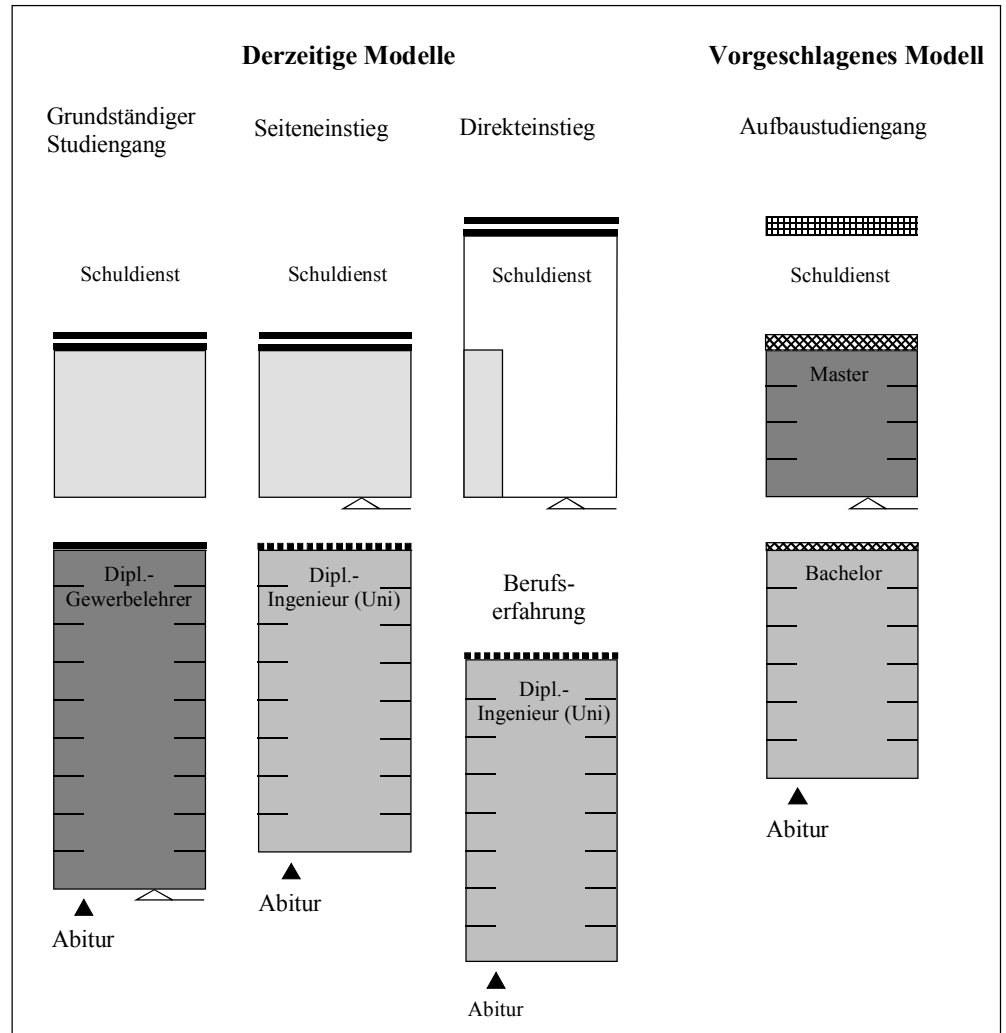 Derzeitige Modelle
Vorgeschlagenes Modell
Grundständiger
Studiengang
Seiteneinstieg
Direkteinstieg
Aufbaustudiengang
Schuldienst
Schuldienst
Schuldienst
Schuldienst
Master
Dipl.-
Gewerbelehrer
Dipl.-
Ingenieur (Uni)
Berufs-
erfahrung
Bachelor
Dipl.-
Ingenieur (Uni)
Abitur
Abitur
Abitur
Abitur